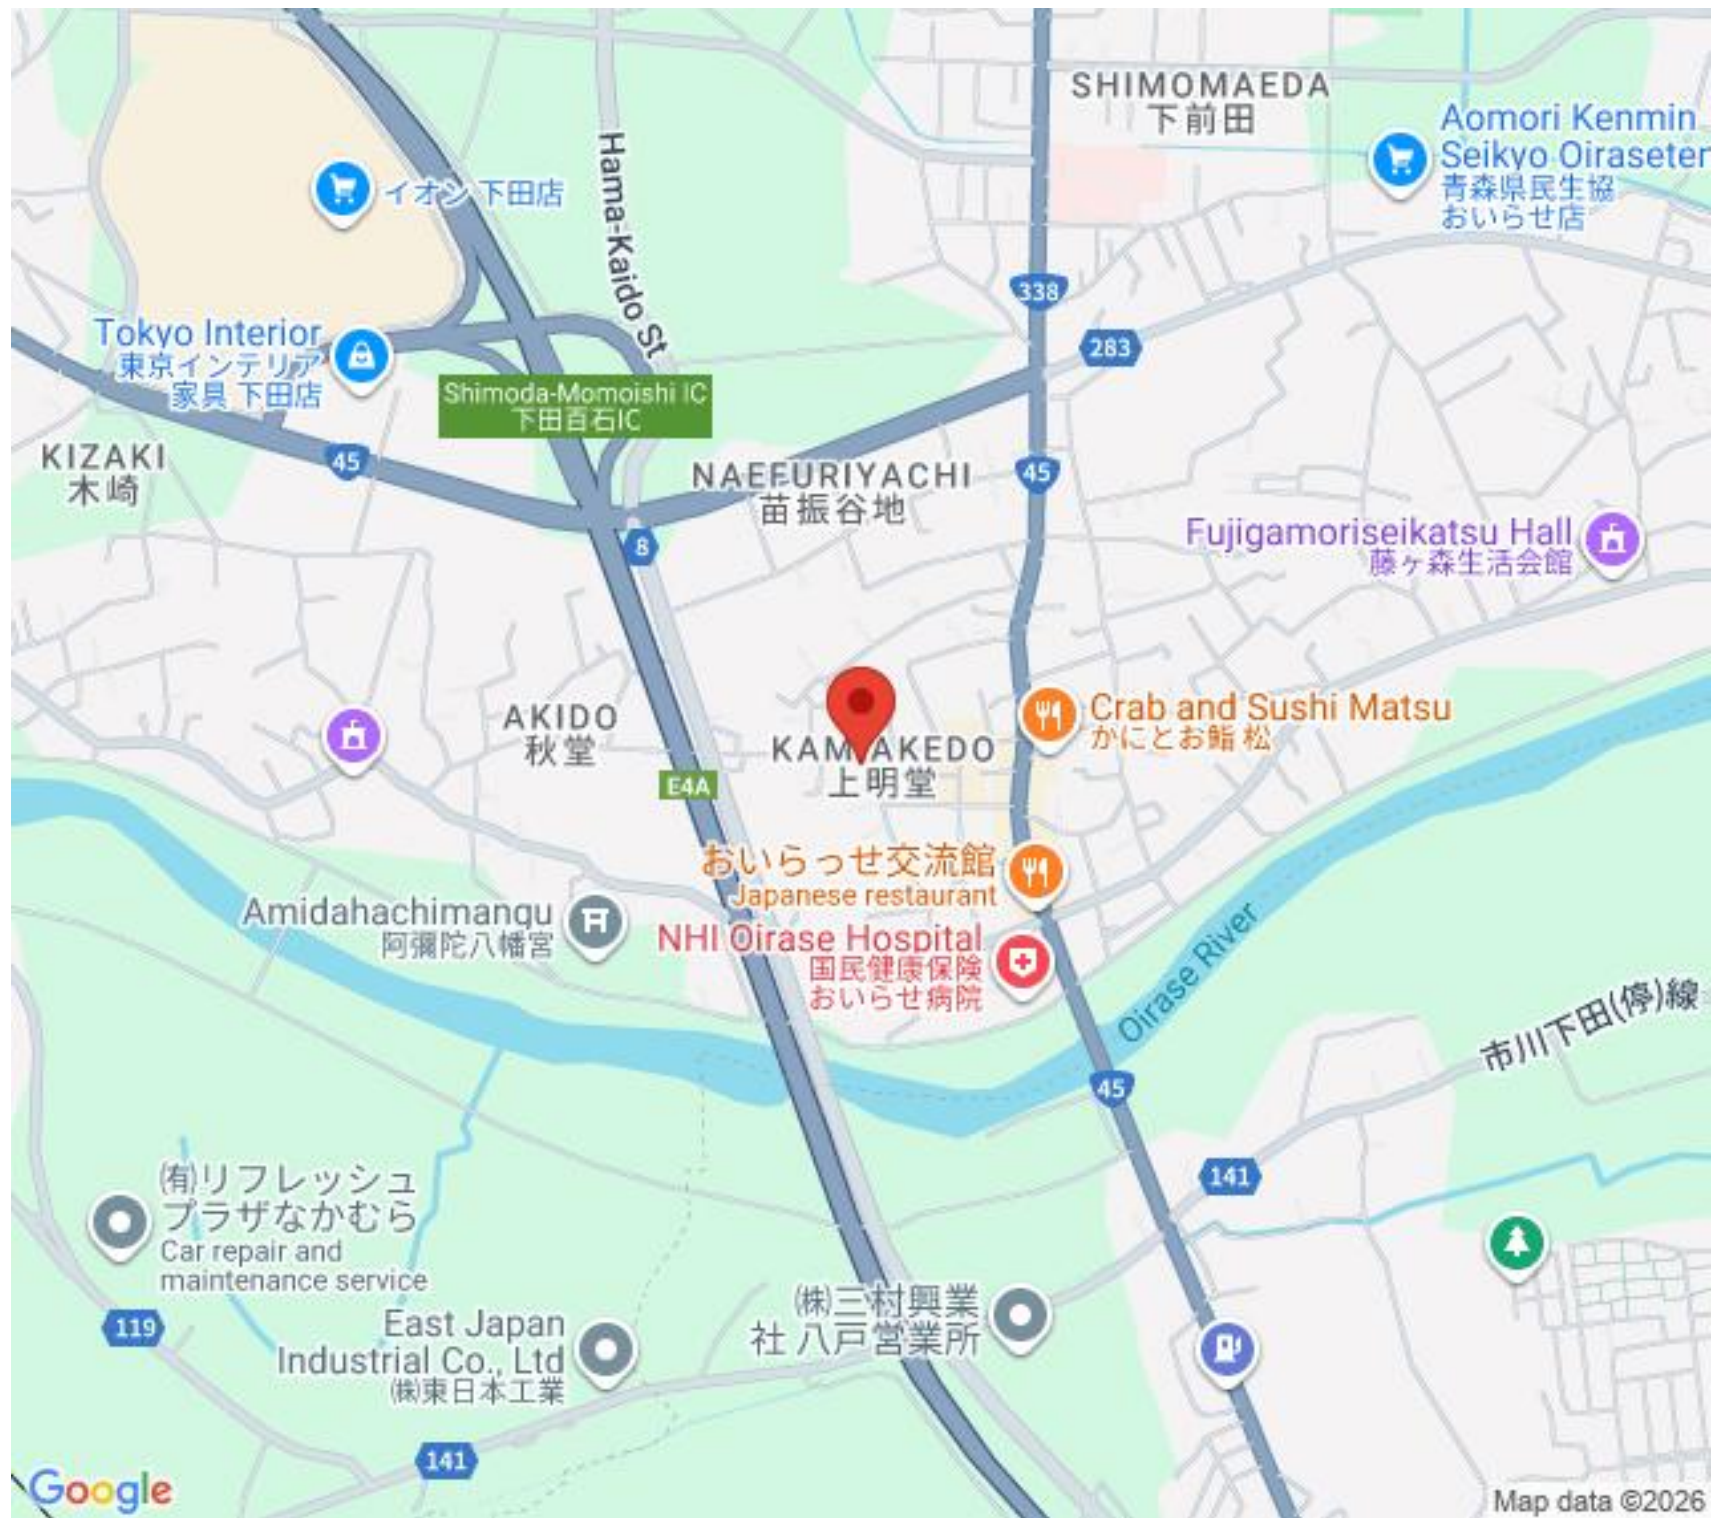 SHIMOMAEDA
下前田
Aomori Kenmin
Seikyo Oiraseten
青森県民生協
おいらせ店
イオン 下田店
Hama-Kaido St
338
Tokyo Interior
東京インテリア
家具 下田店
283
Shimoda-Momoishi IC
下田百石IC
KIZAKI
木崎
45
NAEFURIYACHI
苗振谷地
45
8
Fujigamoriseikatsu Hall
藤ヶ森生活会館
AKIDO
秋堂
KAMIAKEDO
上明堂
Crab and Sushi Matsu
かにとお鮨 松
E4A
おいらっせ交流館
Japanese restaurant
Amidahachimangu
阿彌陀八幡宮
NHI Oirase Hospital
国民健康保険
おいらせ病院
Oirase River
市川下田(停)線
45
141
㈲リフレッシュ
プラザなかむら
Car repair and
maintenance service
119
East Japan
Industrial Co., Ltd
㈱東日本工業
㈱三村興業
社 八戸営業所
141
Google
Map data ©2026